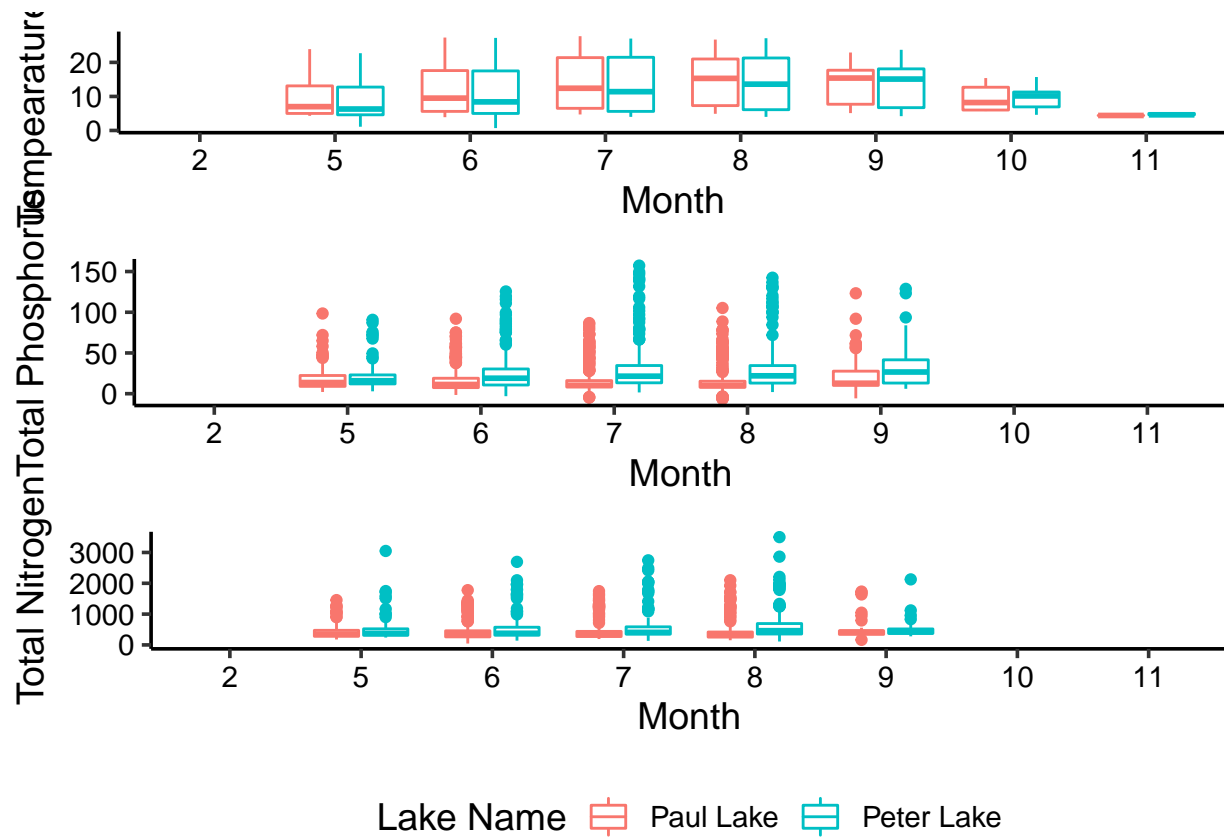 Temperature
20
10
0
2 5 6 7 8 9 10 11
Month
Total Phosphorus
150
100
50
0
2 5 6 7 8 9 10 11
Month
Total Nitrogen
3000
2000
1000
0
2 5 6 7 8 9 10 11
Month
Lake Name Paul Lake Peter Lake